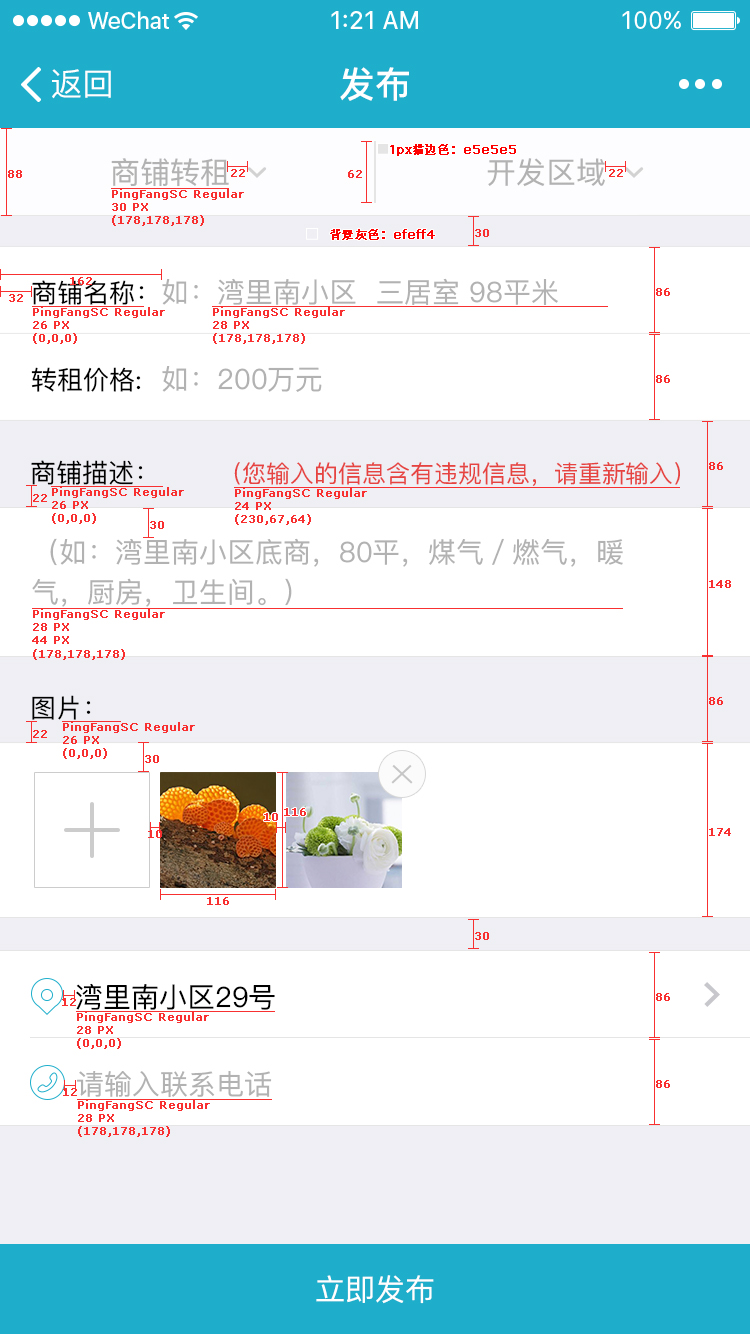 WeChat 1:21 AM 100%
返回 发布
1px描边色：e5e5e5
88 商铺转租 22 62 开发区域 22
PingFangSC Regular
30 PX
(178,178,178)
背景灰色：efeff4 30
162
32 商铺名称： 如：湾里南小区 三居室 98平米 86
PingFangSC Regular PingFangSC Regular
26 PX 28 PX
(0,0,0) (178,178,178)
转租价格: 如：200万元 86
商铺描述： （您输入的信息含有违规信息，请重新输入） 86
22 PingFangSC Regular PingFangSC Regular
26 PX 24 PX
(0,0,0) (230,67,64)
30
（如：湾里南小区底商，80平，煤气 / 燃气，暖
气，厨房，卫生间。） 148
PingFangSC Regular
28 PX
44 PX
(178,178,178)
图片： 86
22 PingFangSC Regular
26 PX
(0,0,0)
30
10 10 116 174
116
30
12 湾里南小区29号 86
PingFangSC Regular
28 PX
(0,0,0)
12 请输入联系电话 86
PingFangSC Regular
28 PX
(178,178,178)
立即发布